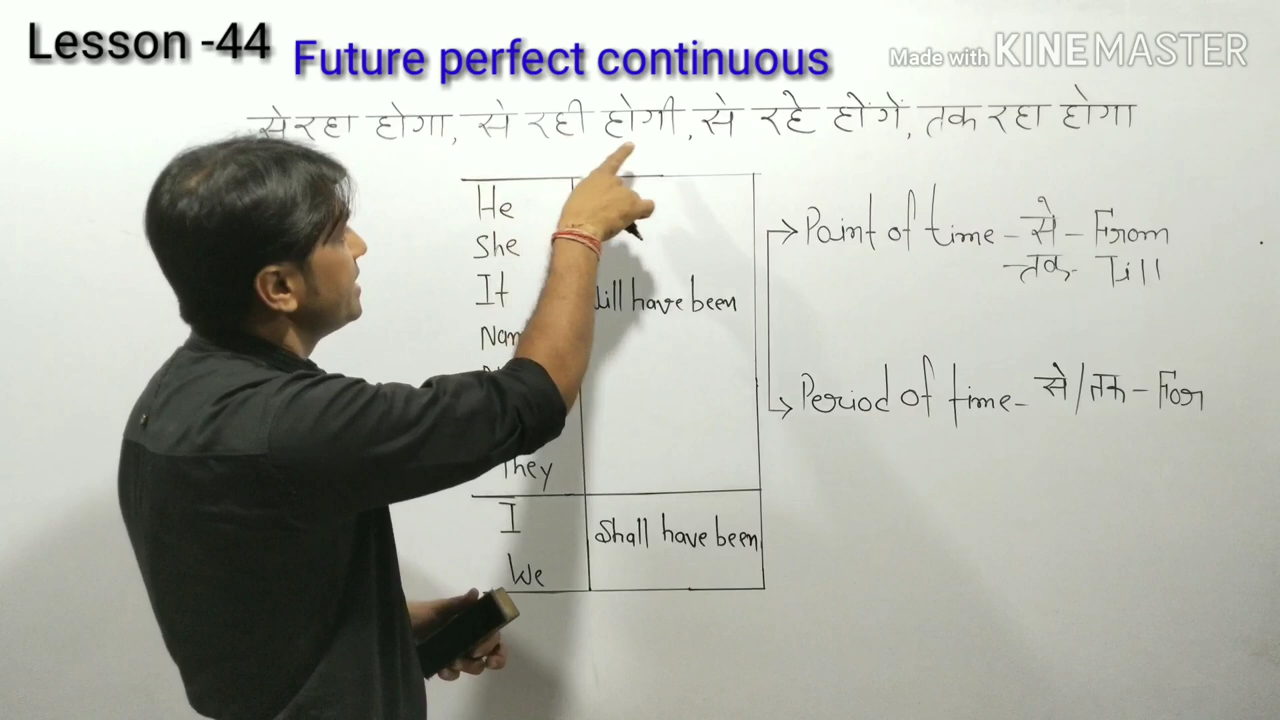 Lesson -44
Future perfect continuous
Made with KINEMASTER
से रहा होगा, से रही होगी, से रहे होंगें, तक रहा होगा
He
She
It
will have been
They
I
Shall have been
We
Point of time - से - From
- तक - Till
Period of time - से/तक - For